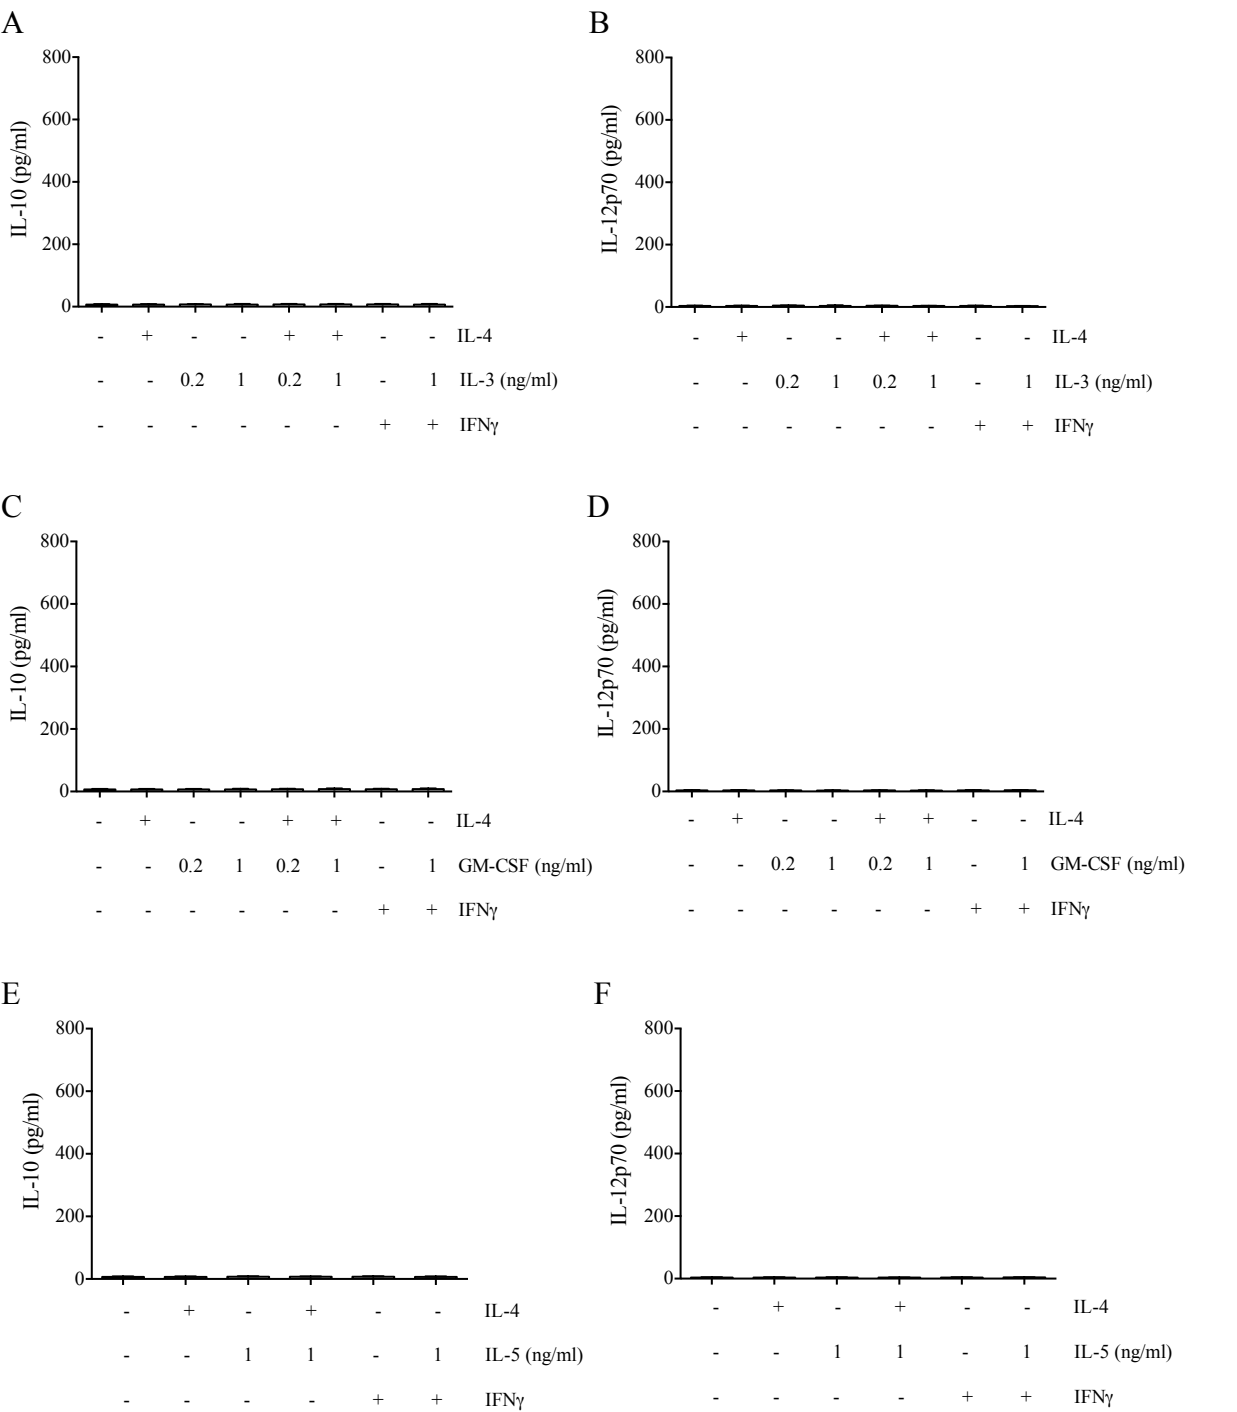 A
800
600
400
200
0
IL-10 (pg/ml)
- + - - + + - - IL-4
- - 0.2 1 0.2 1 - 1 IL-3 (ng/ml)
- - - - - - + + IFNγ
B
800
600
400
200
0
IL-12p70 (pg/ml)
- + - - + + - - IL-4
- - 0.2 1 0.2 1 - 1 IL-3 (ng/ml)
- - - - - - + + IFNγ
C
800
600
400
200
0
IL-10 (pg/ml)
- + - - + + - - IL-4
- - 0.2 1 0.2 1 - 1 GM-CSF (ng/ml)
- - - - - - + + IFNγ
D
800
600
400
200
0
IL-12p70 (pg/ml)
- + - - + + - - IL-4
- - 0.2 1 0.2 1 - 1 GM-CSF (ng/ml)
- - - - - - + + IFNγ
E
800
600
400
200
0
IL-10 (pg/ml)
- + - + - - IL-4
- - 1 1 - 1 IL-5 (ng/ml)
- - - - + + IFNγ
F
800
600
400
200
0
IL-12p70 (pg/ml)
- + - + - - IL-4
- - 1 1 - 1 IL-5 (ng/ml)
- - - - + + IFNγ